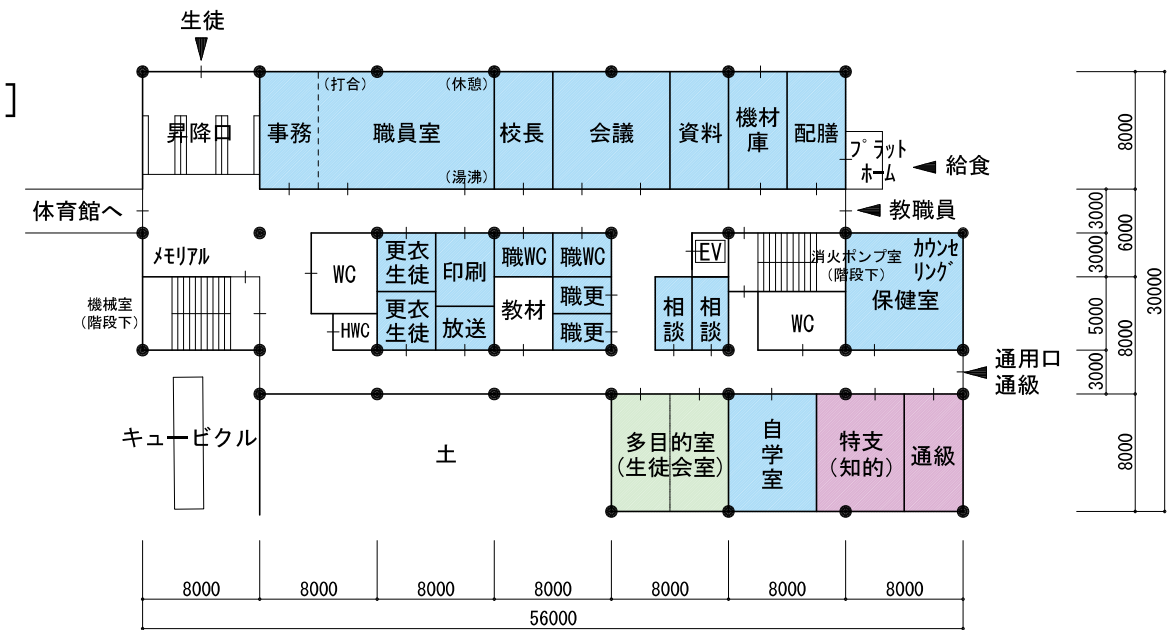 生徒
]
昇降口
事務
(打合)
職員室
(休憩)
(湯沸)
校長
会議
資料
機材
庫
配膳
プラット
ホーム
給食
体育館へ
教職員
メモリアル
機械室
(階段下)
WC
HWC
更衣
生徒
更衣
生徒
印刷
放送
職WC
教材
職WC
職更
職更
EV
相
談
相
談
消火ポンプ室
(階段下)
WC
カウンセ
リング
保健室
通用口
通級
キュービクル
土
多目的室
(生徒会室)
自
学
室
特支
(知的)
通級
8000
3000
3000
6000
5000
3000
8000
8000
30000
8000
8000
8000
8000
8000
8000
8000
56000